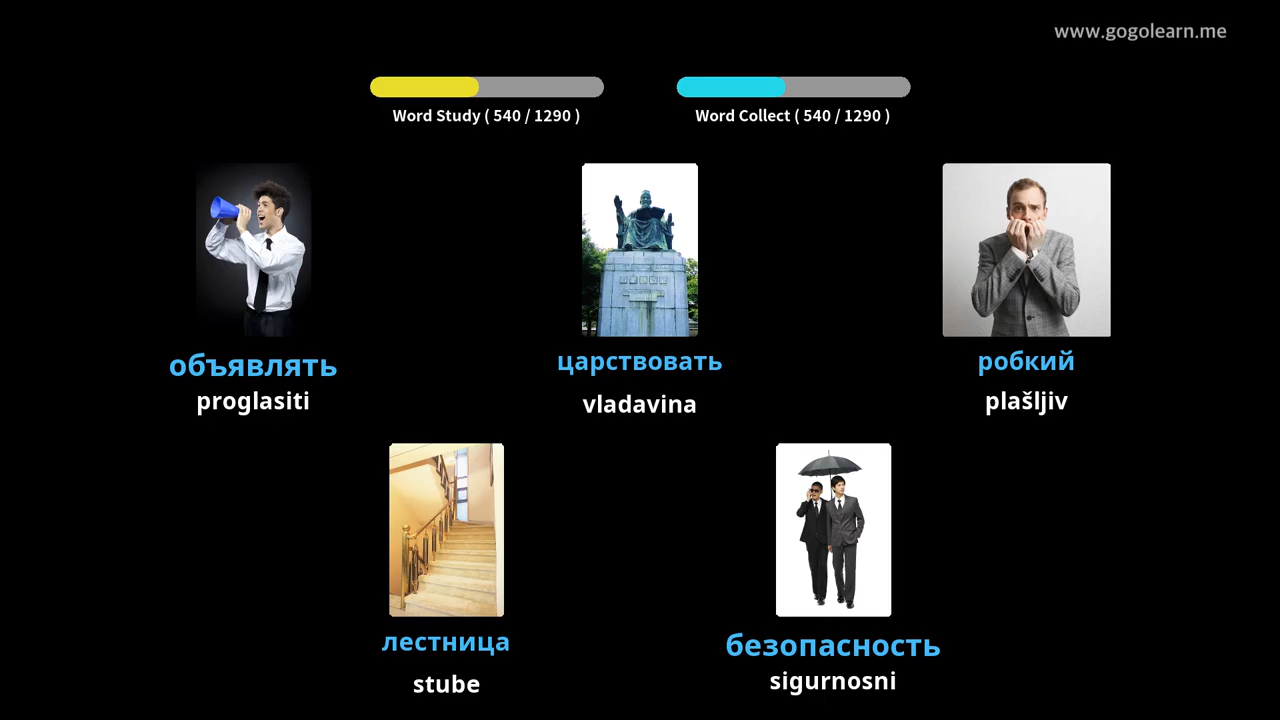 www.gogolearn.me
Word Study ( 540 / 1290 )
Word Collect ( 540 / 1290 )
объявлять
proglasiti
царствовать
vladavina
робкий
plašljiv
лестница
stube
безопасность
sigurnosni